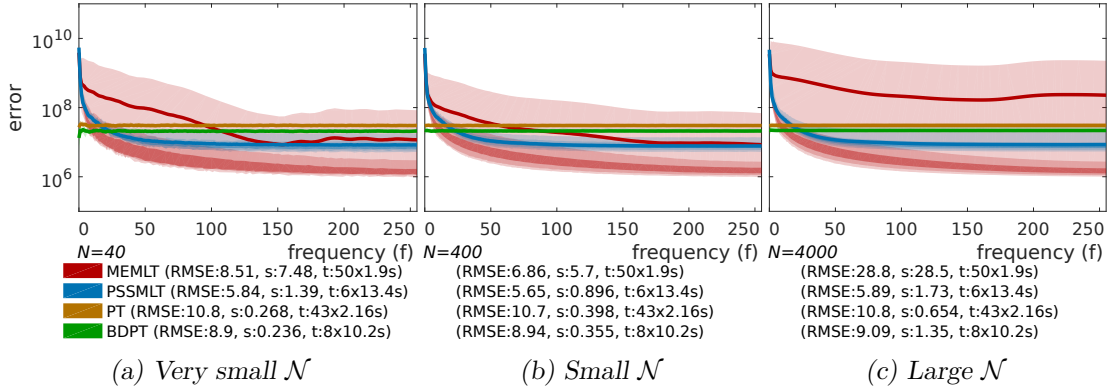 error
10^10
10^8
10^6
0 50 100 150 200 250
0 50 100 150 200 250
0 50 100 150 200 250
N=40 frequency (f)
N=400 frequency (f)
N=4000 frequency (f)
MEMLT (RMSE:8.51, s:7.48, t:50x1.9s) (RMSE:6.86, s:5.7, t:50x1.9s) (RMSE:28.8, s:28.5, t:50x1.9s)
PSSMLT (RMSE:5.84, s:1.39, t:6x13.4s) (RMSE:5.65, s:0.896, t:6x13.4s) (RMSE:5.89, s:1.73, t:6x13.4s)
PT (RMSE:10.8, s:0.268, t:43x2.16s) (RMSE:10.7, s:0.398, t:43x2.16s) (RMSE:10.8, s:0.654, t:43x2.16s)
BDPT (RMSE:8.9, s:0.236, t:8x10.2s) (RMSE:8.94, s:0.355, t:8x10.2s) (RMSE:9.09, s:1.35, t:8x10.2s)
(a) Very small 𝒩 (b) Small 𝒩 (c) Large 𝒩